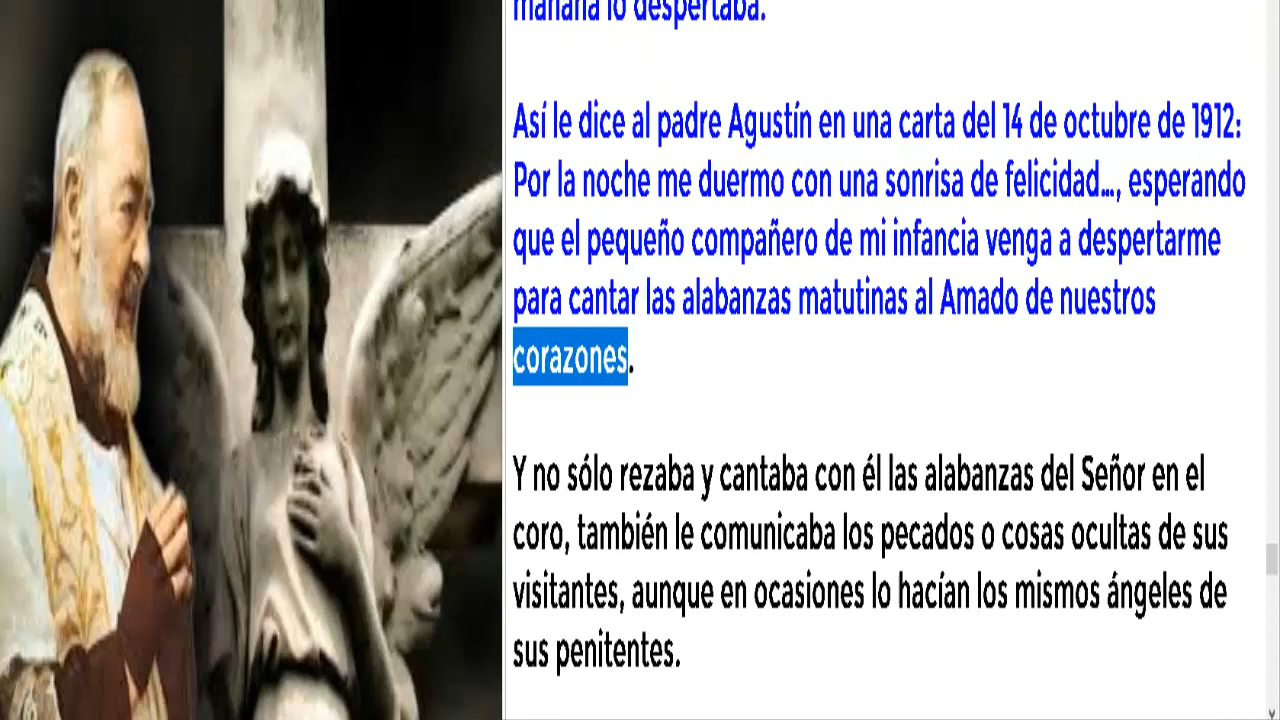 mañana lo despertaba.
Así le dice al padre Agustín en una carta del 14 de octubre de 1912:
Por la noche me duermo con una sonrisa de felicidad..., esperando
que el pequeño compañero de mi infancia venga a despertarme
para cantar las alabanzas matutinas al Amado de nuestros
corazones.
Y no sólo rezaba y cantaba con él las alabanzas del Señor en el
coro, también le comunicaba los pecados o cosas ocultas de sus
visitantes, aunque en ocasiones lo hacían los mismos ángeles de
sus penitentes.